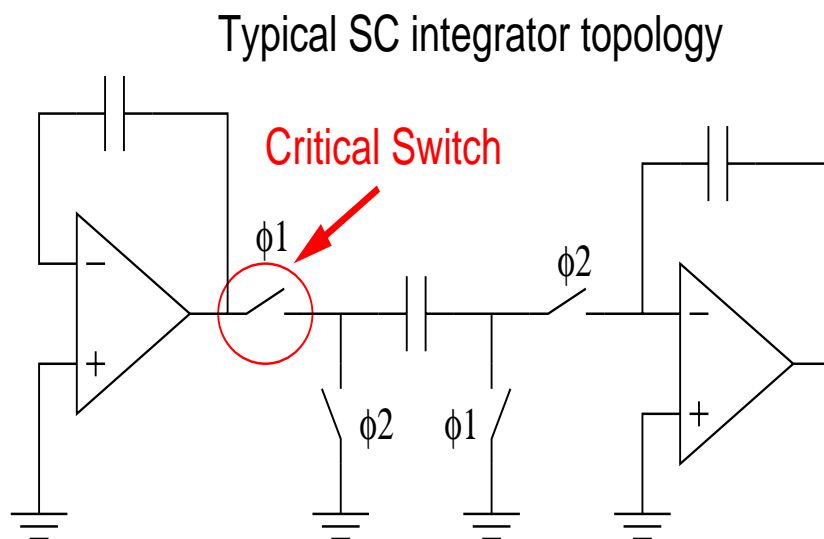 Typical SC integrator topology
Critical Switch
ϕ1
ϕ2
−
−
+
ϕ2
ϕ1
+